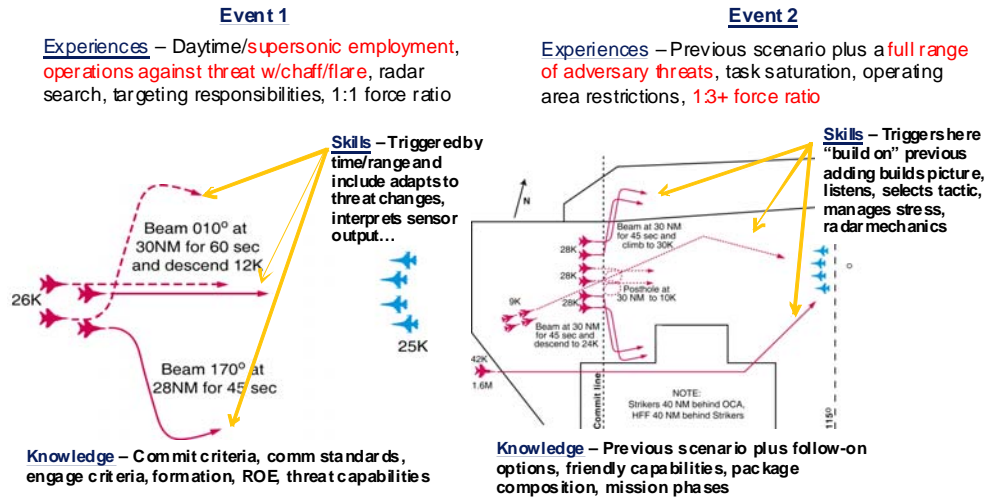 Event 1
Experiences – Daytime/supersonic employment,
operations against threat w/chaff/flare, radar
search, targeting responsibilities, 1:1 force ratio
Skills – Triggered by
time/range and
include adapts to
threat changes,
interprets sensor
output…
Beam 010° at
30NM for 60 sec
and descend 12K
26K
25K
Beam 170° at
28NM for 45 sec
Knowledge – Commit criteria, comm standards,
engage criteria, formation, ROE, threat capabilities
Event 2
Experiences – Previous scenario plus a full range
of adversary threats, task saturation, operating
area restrictions, 1:3+ force ratio
Skills – Triggers here
“build on” previous
adding builds picture,
listens, selects tactic,
manages stress,
radar mechanics
N
Beam at 30 NM
for 45 sec and
climb to 30K
28K
28K
28K
Posthole at
30 NM to 10K
9K
Beam at 30 NM
for 45 sec and
descend to 24K
42K
1.6M
Commit line
NOTE:
Strikers 40 NM behind OCA,
HFF 40 NM behind Strikers
115°
Knowledge – Previous scenario plus follow-on
options, friendly capabilities, package
composition, mission phases